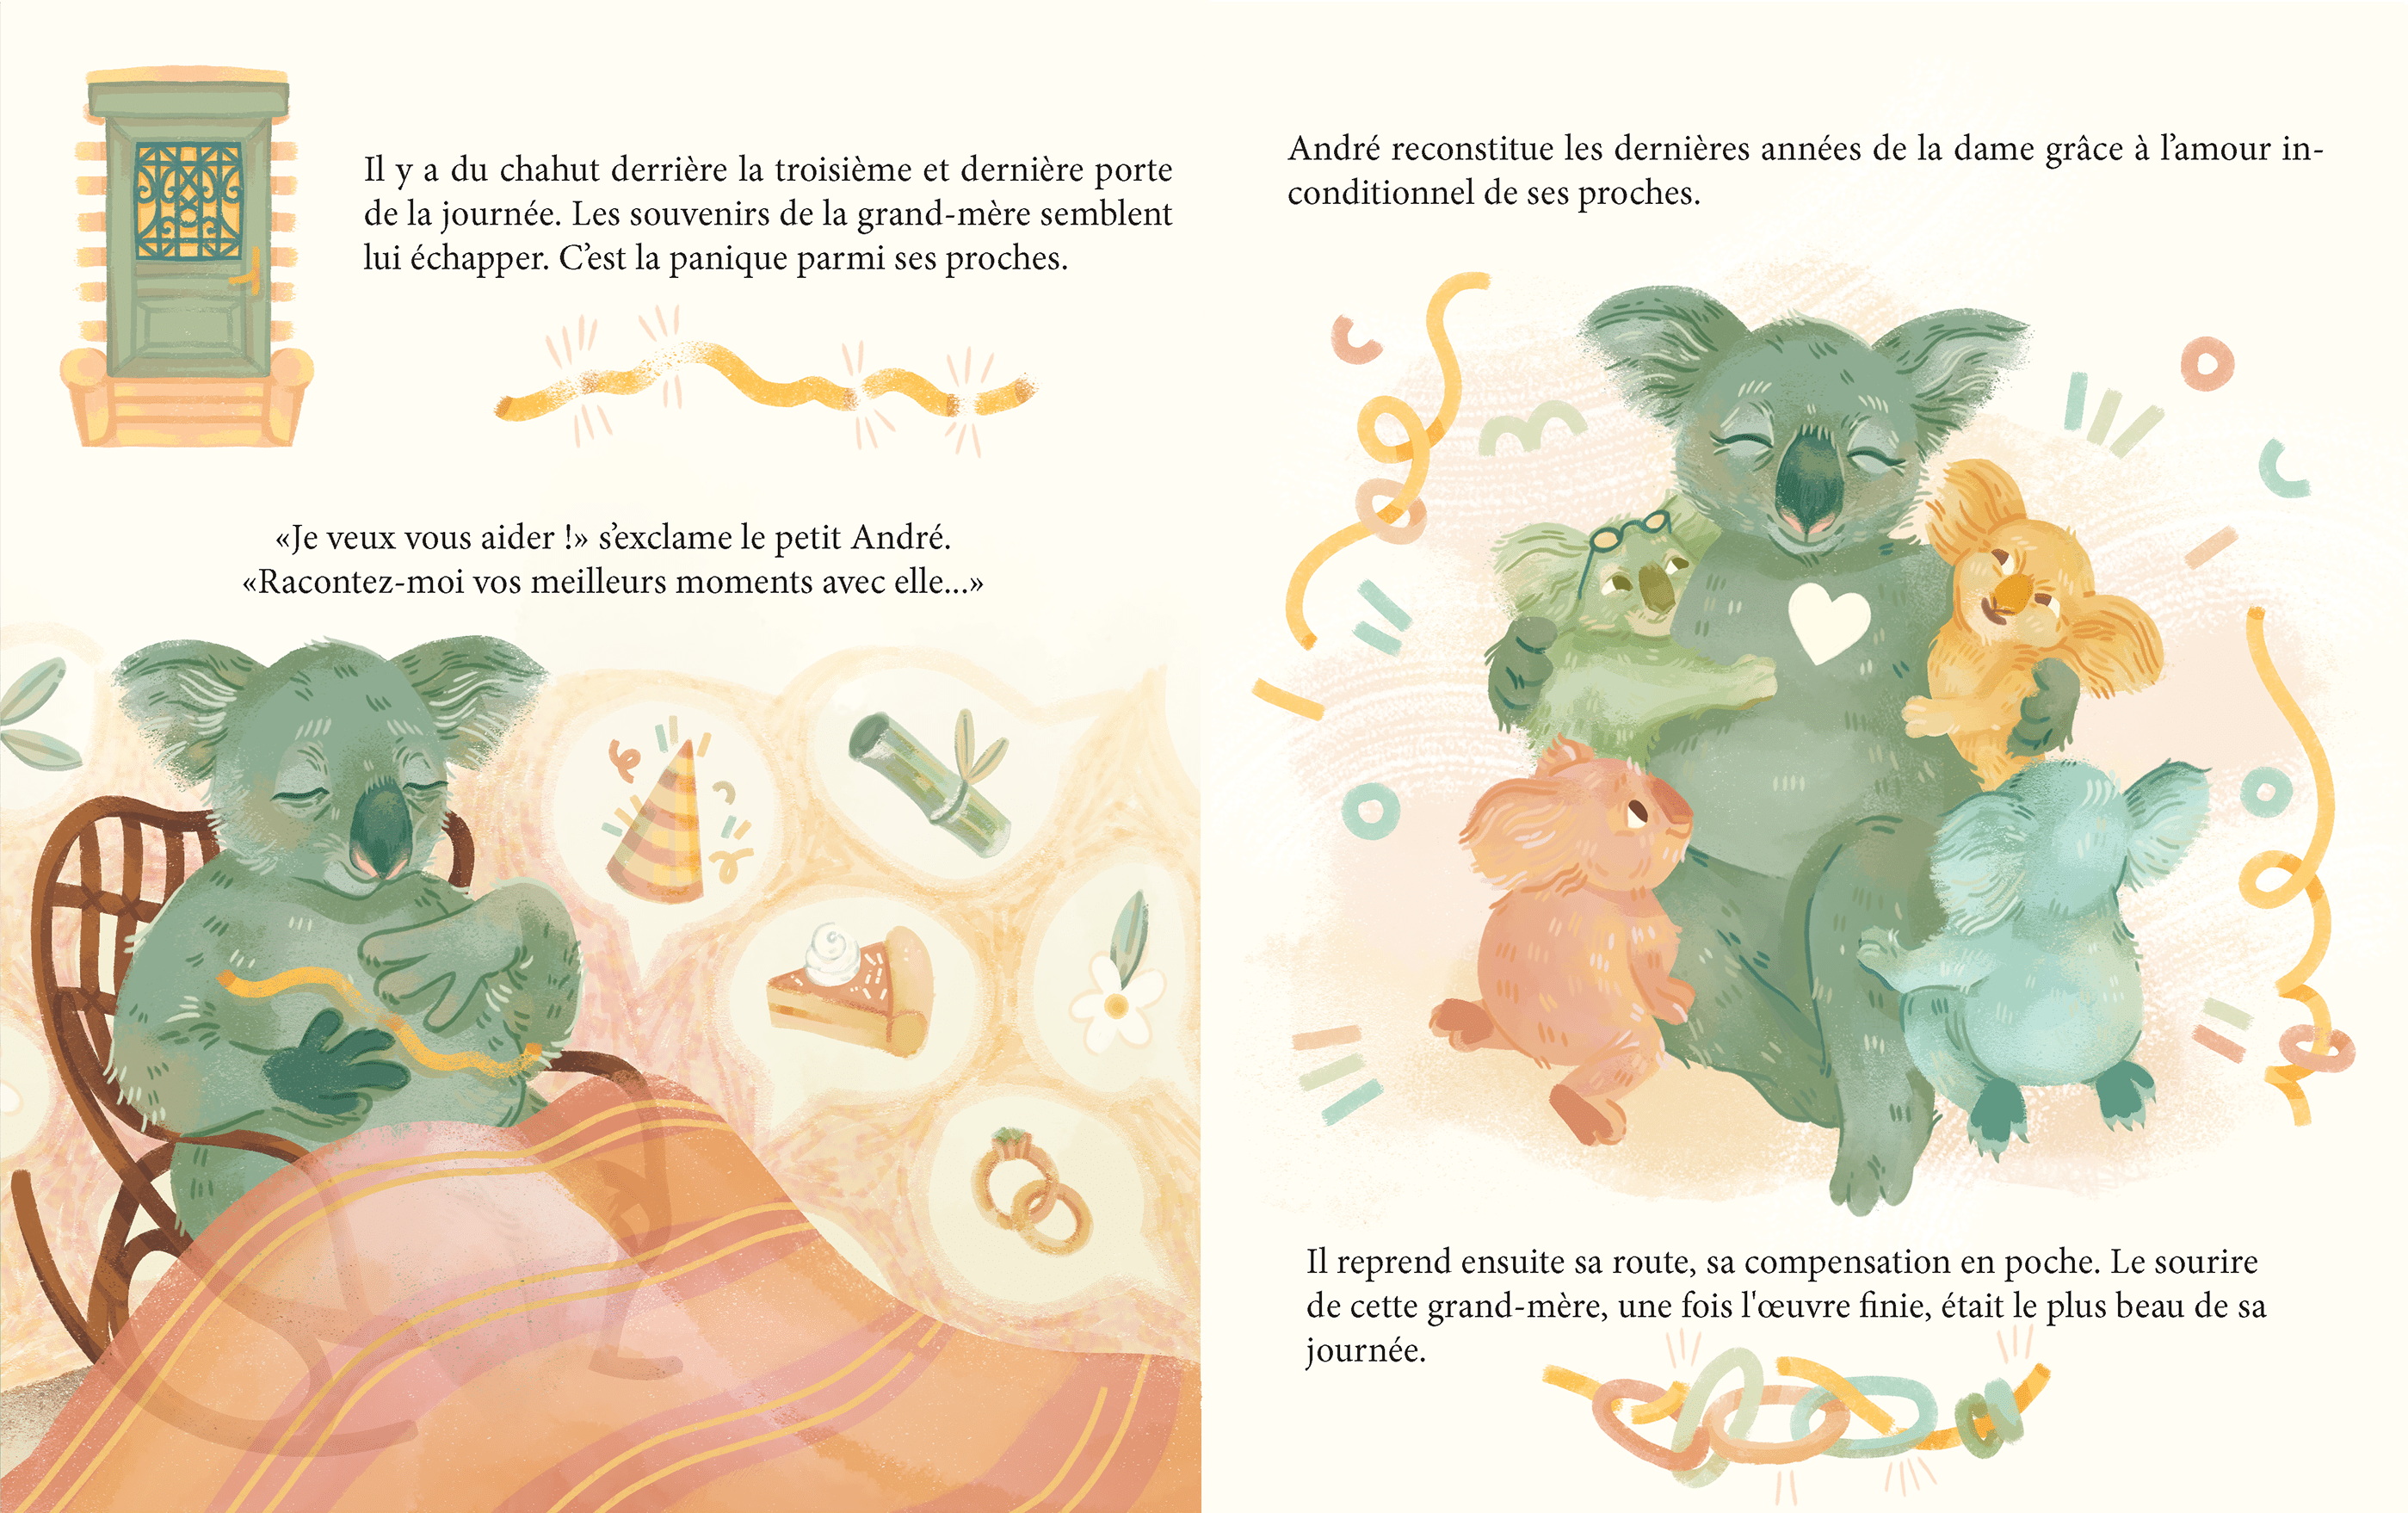 Il y a du chahut derrière la troisième et dernière porte
de la journée. Les souvenirs de la grand-mère semblent
lui échapper. C’est la panique parmi ses proches.
«Je veux vous aider !» s’exclame le petit André.
«Racontez-moi vos meilleurs moments avec elle...»
André reconstitue les dernières années de la dame grâce à l’amour in-
conditionnel de ses proches.
Il reprend ensuite sa route, sa compensation en poche. Le sourire
de cette grand-mère, une fois l'œuvre finie, était le plus beau de sa
journée.